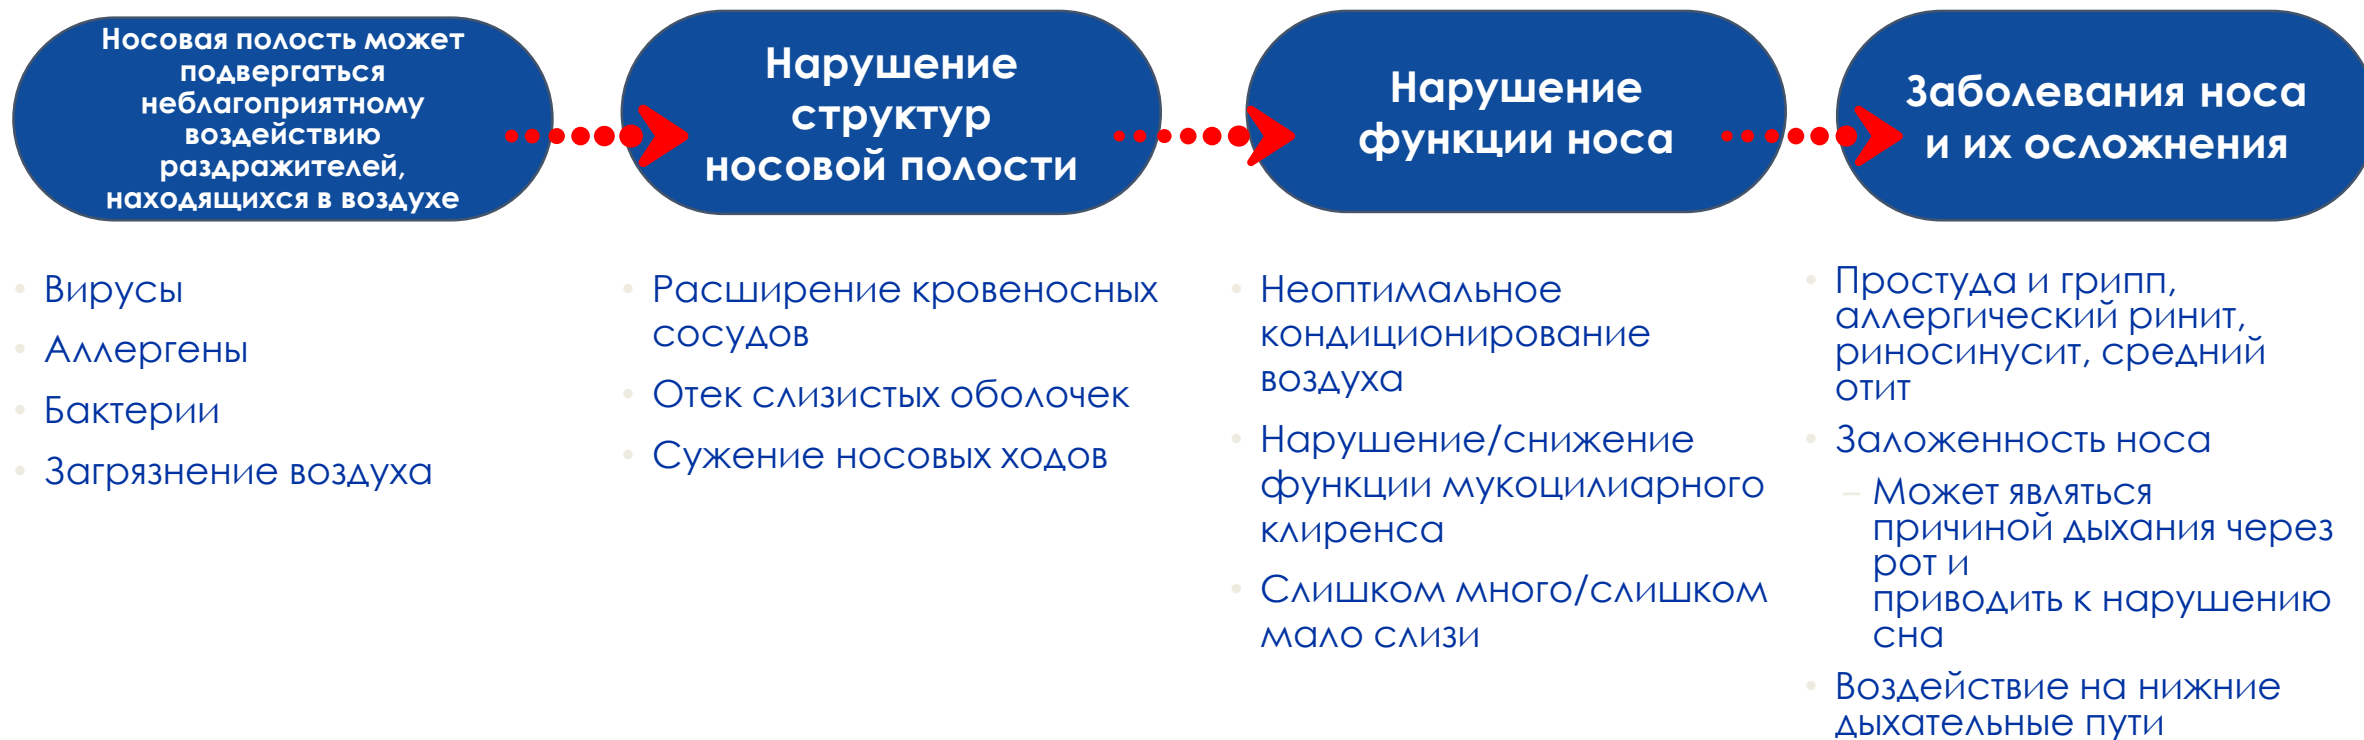 Носовая полость может
подвергаться
неблагоприятному
воздействию
раздражителей,
находящихся в воздухе
Нарушение
структур
носовой полости
Нарушение
функции носа
Заболевания носа
и их осложнения
• Вирусы
• Аллергены
• Бактерии
• Загрязнение воздуха
• Расширение кровеносных
сосудов
• Отек слизистых оболочек
• Сужение носовых ходов
• Неоптимальное
кондиционирование
воздуха
• Нарушение/снижение
функции мукоцилиарного
клиренса
• Слишком много/слишком
мало слизи
• Простуда и грипп,
аллергический ринит,
риносинусит, средний
отит
• Заложенность носа
– Может являться
причиной дыхания через
рот и
приводить к нарушению
сна
• Воздействие на нижние
дыхательные пути